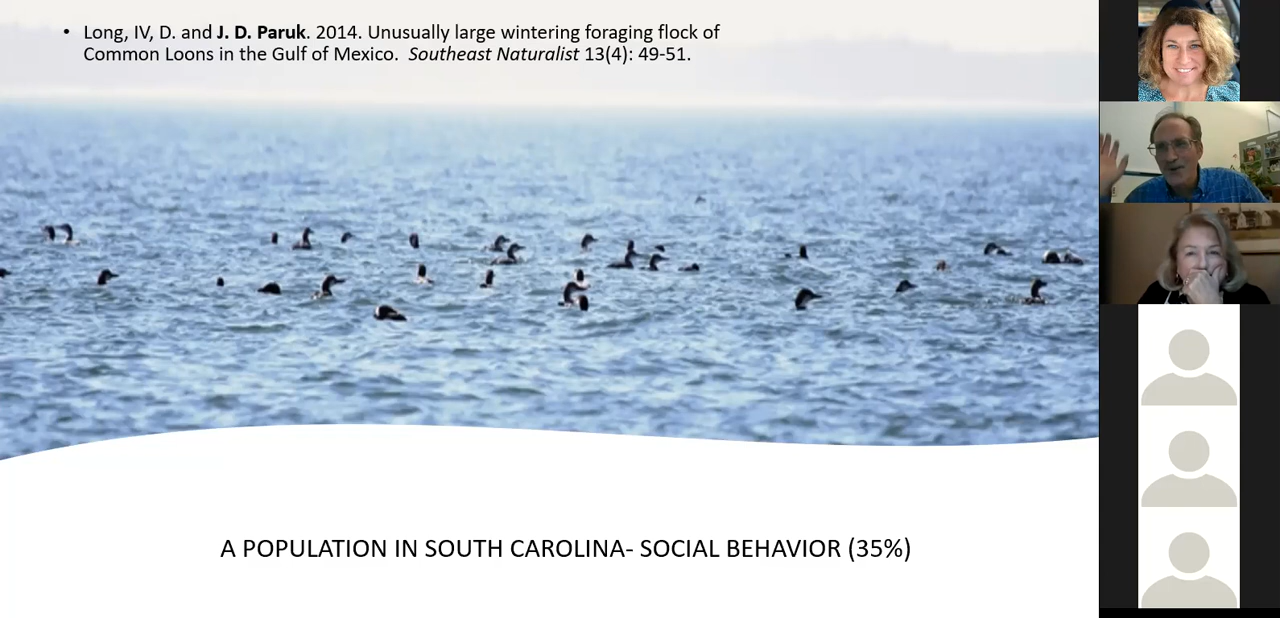 • Long, IV, D. and J. D. Paruk. 2014. Unusually large wintering foraging flock of
Common Loons in the Gulf of Mexico. Southeast Naturalist 13(4): 49-51.
A POPULATION IN SOUTH CAROLINA- SOCIAL BEHAVIOR (35%)